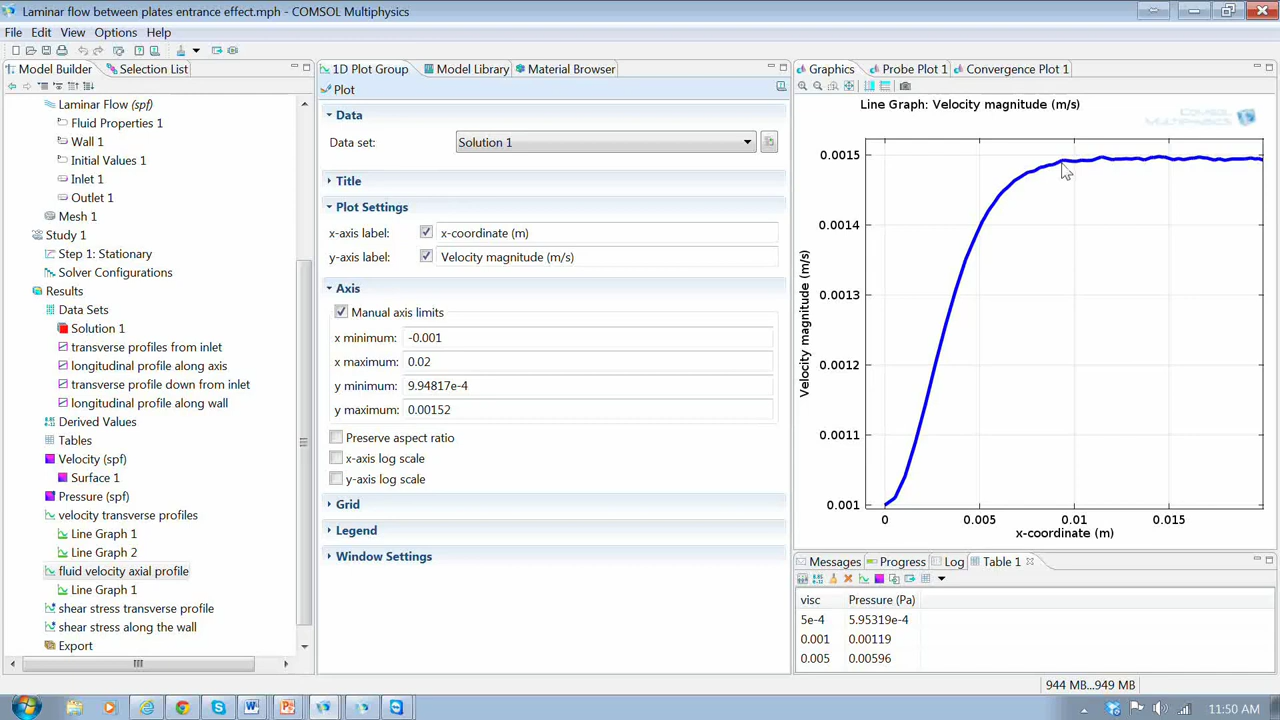 Laminar flow between plates entrance effect.mph - COMSOL Multiphysics
File Edit View Options Help
Model Builder Selection List
Laminar Flow (spf)
Fluid Properties 1
Wall 1
Initial Values 1
Inlet 1
Outlet 1
Mesh 1
Study 1
Step 1: Stationary
Solver Configurations
Results
Data Sets
Solution 1
transverse profiles from inlet
longitudinal profile along axis
transverse profile down from inlet
longitudinal profile along wall
Derived Values
Tables
Velocity (spf)
Surface 1
Pressure (spf)
velocity transverse profiles
Line Graph 1
Line Graph 2
fluid velocity axial profile
Line Graph 1
shear stress transverse profile
shear stress along the wall
Export
1D Plot Group Model Library Material Browser
Plot
Data
Data set: Solution 1
Title
Plot Settings
x-axis label: x-coordinate (m)
y-axis label: Velocity magnitude (m/s)
Axis
Manual axis limits
x minimum: -0.001
x maximum: 0.02
y minimum: 9.94817e-4
y maximum: 0.00152
Preserve aspect ratio
x-axis log scale
y-axis log scale
Grid
Legend
Window Settings
Graphics Probe Plot 1 Convergence Plot 1
Line Graph: Velocity magnitude (m/s)
COMSOL
MULTIPHYSICS
0.0015
0.0014
0.0013
0.0012
0.0011
0.001
Velocity magnitude (m/s)
0 0.005 0.01 0.015
x-coordinate (m)
Messages Progress Log Table 1
visc Pressure (Pa)
5e-4 5.95319e-4
0.001 0.00119
0.005 0.00596
944 MB...949 MB
11:50 AM